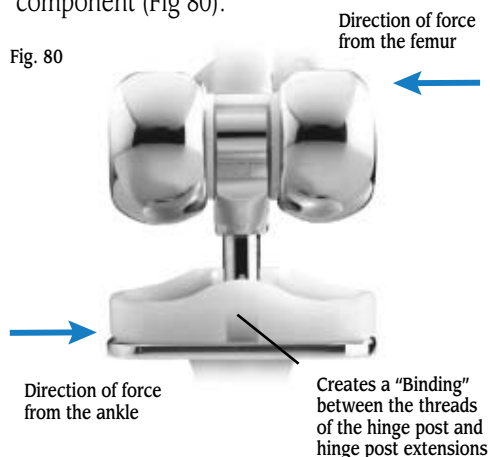 component (Fig 80).
Direction of force
from the femur
Fig. 80
Direction of force
from the ankle
Creates a “Binding”
between the threads
of the hinge post and
hinge post extensions